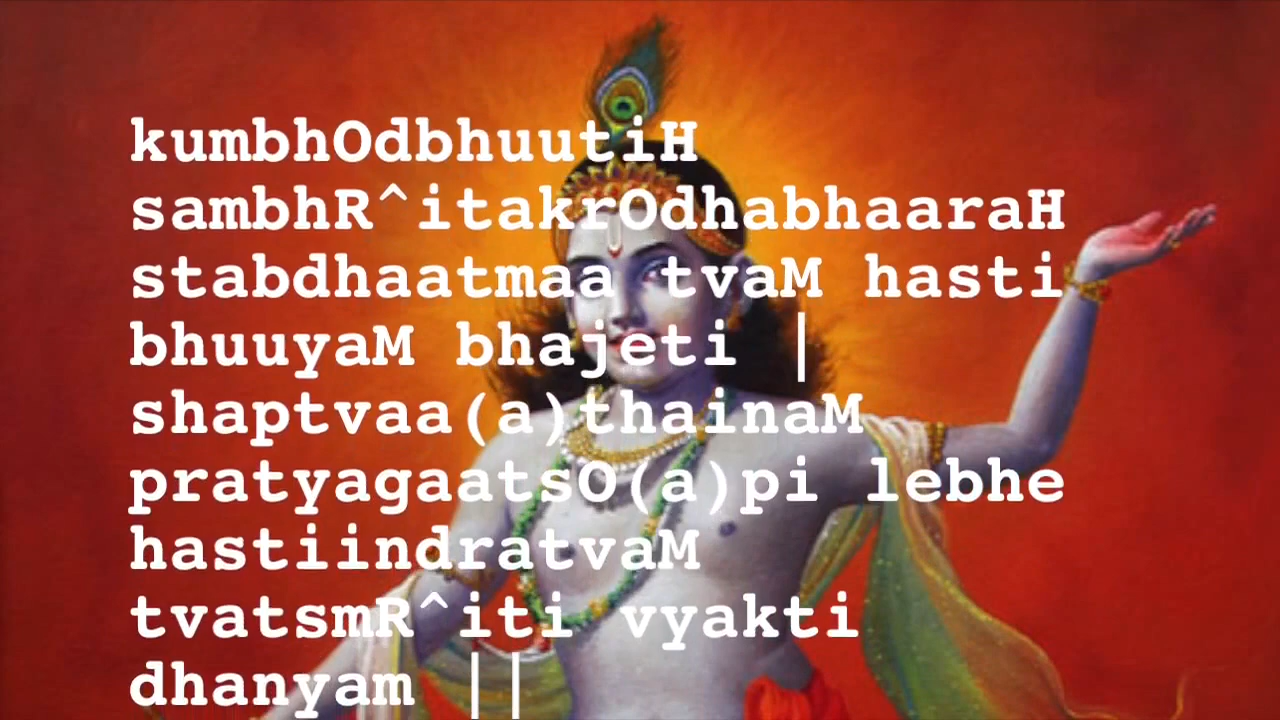 kumbhOdbhuutiH
sambhR^itakrOdhabhaaraH
stabdhaatmaa tvaM hasti
bhuuyaM bhajeti |
shaptvaa(a)thainaM
pratyagaatsO(a)pi lebhe
hastiindratvaM
tvatsmR^iti vyakti
dhanyam ||